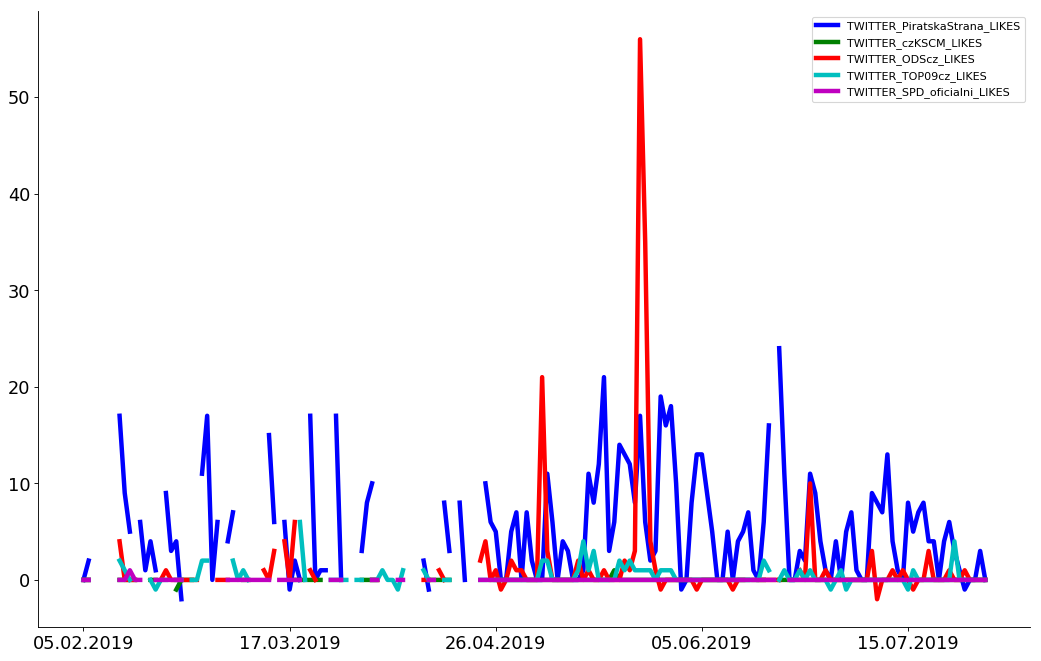 TWITTER_PiratskaStrana_LIKES
TWITTER_czKSCM_LIKES
TWITTER_ODScz_LIKES
TWITTER_TOP09cz_LIKES
TWITTER_SPD_oficialni_LIKES
50
40
30
20
10
0
05.02.2019 17.03.2019 26.04.2019 05.06.2019 15.07.2019